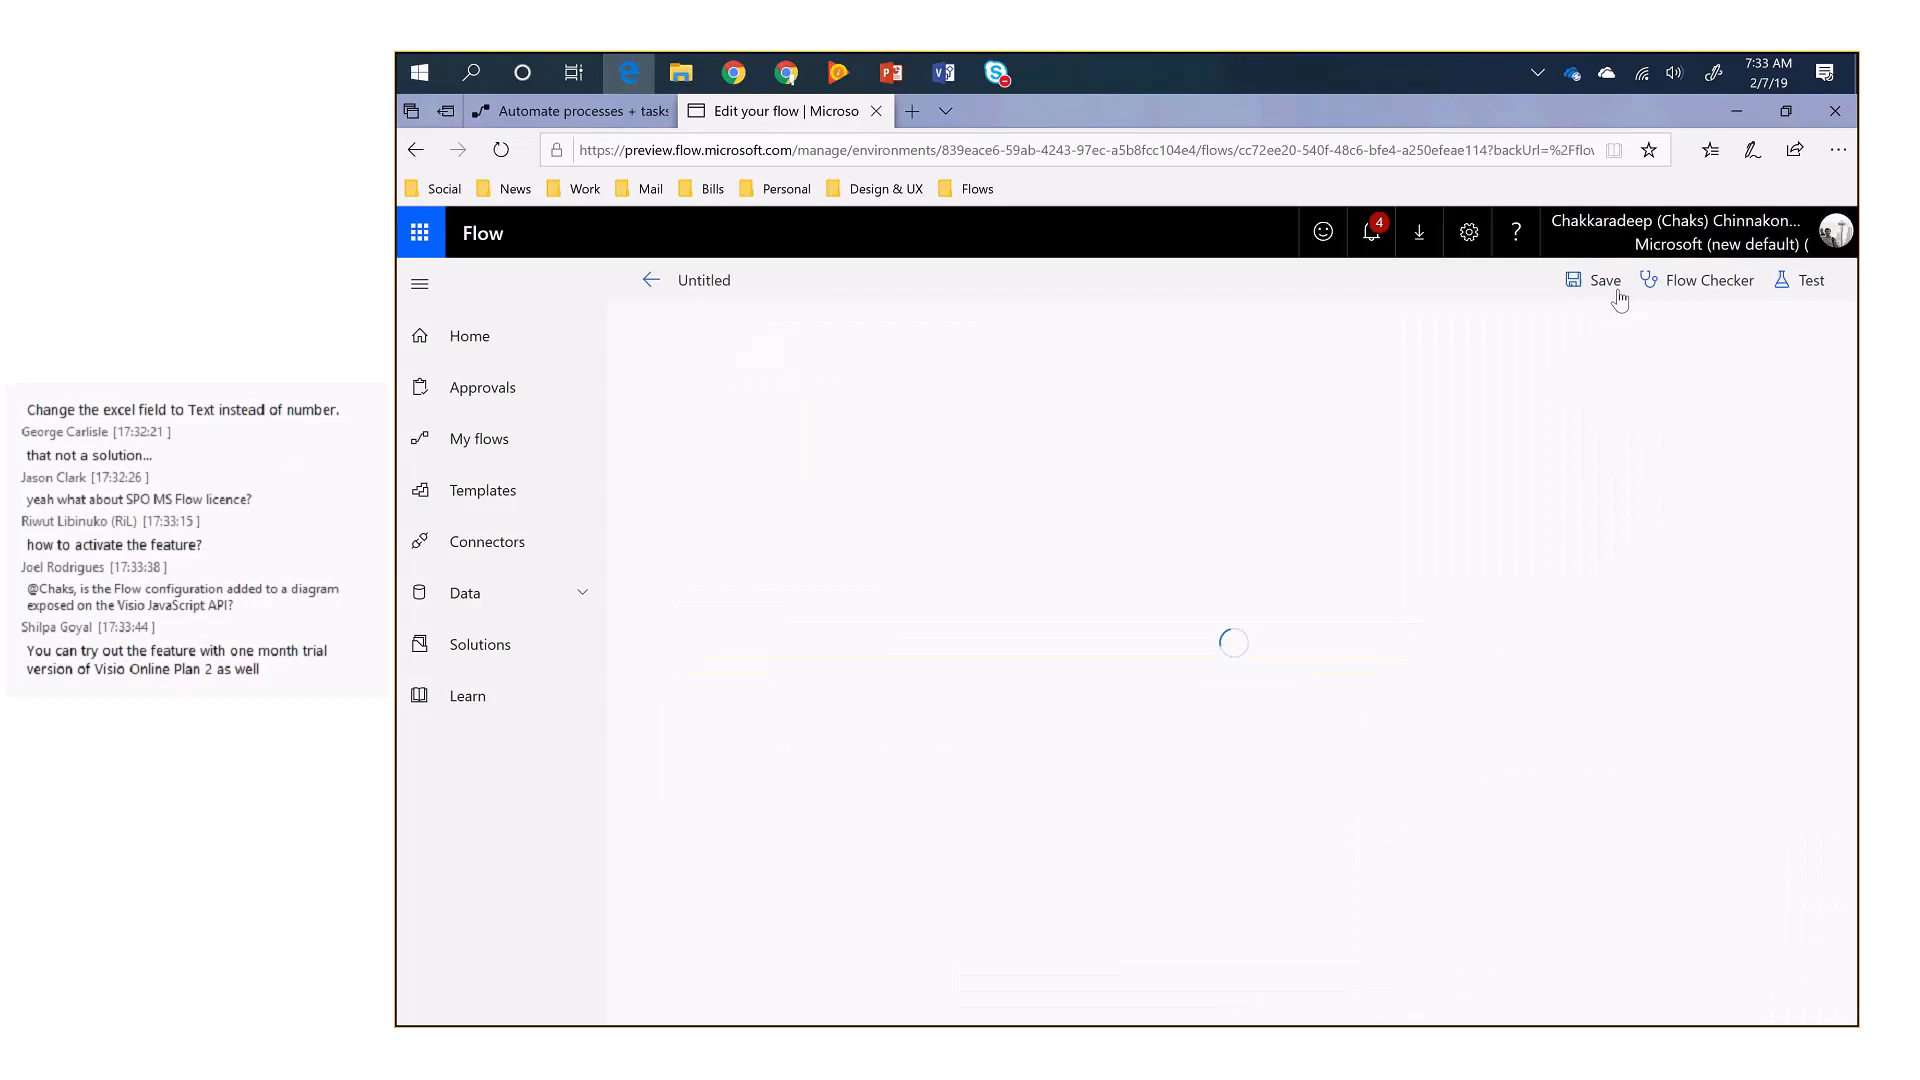 Change the excel field to Text instead of number.
George Carlisle [17:32:21 ]
that not a solution...
Jason Clark [17:32:26 ]
yeah what about SPO MS Flow licence?
Riwut Libinuko (RiL) [17:33:15 ]
how to activate the feature?
Joel Rodrigues [17:33:38 ]
@Chaks, is the Flow configuration added to a diagram
exposed on the Visio JavaScript API?
Shilpa Goyal [17:33:44 ]
You can try out the feature with one month trial
version of Visio Online Plan 2 as well
7:33 AM
2/7/19
Automate processes + tasks
Edit your flow | Microso
https://preview.flow.microsoft.com/manage/environments/839eace6-59ab-4243-97ec-a5b8fcc104e4/flows/cc72ee20-540f-48c6-bfe4-a250efeae114?backUrl=%2Fflov
Social News Work Mail Bills Personal Design & UX Flows
Flow
4
?
Chakkaradeep (Chaks) Chinnakon...
Microsoft (new default) (
Untitled
Save Flow Checker Test
Home
Approvals
My flows
Templates
Connectors
Data
Solutions
Learn